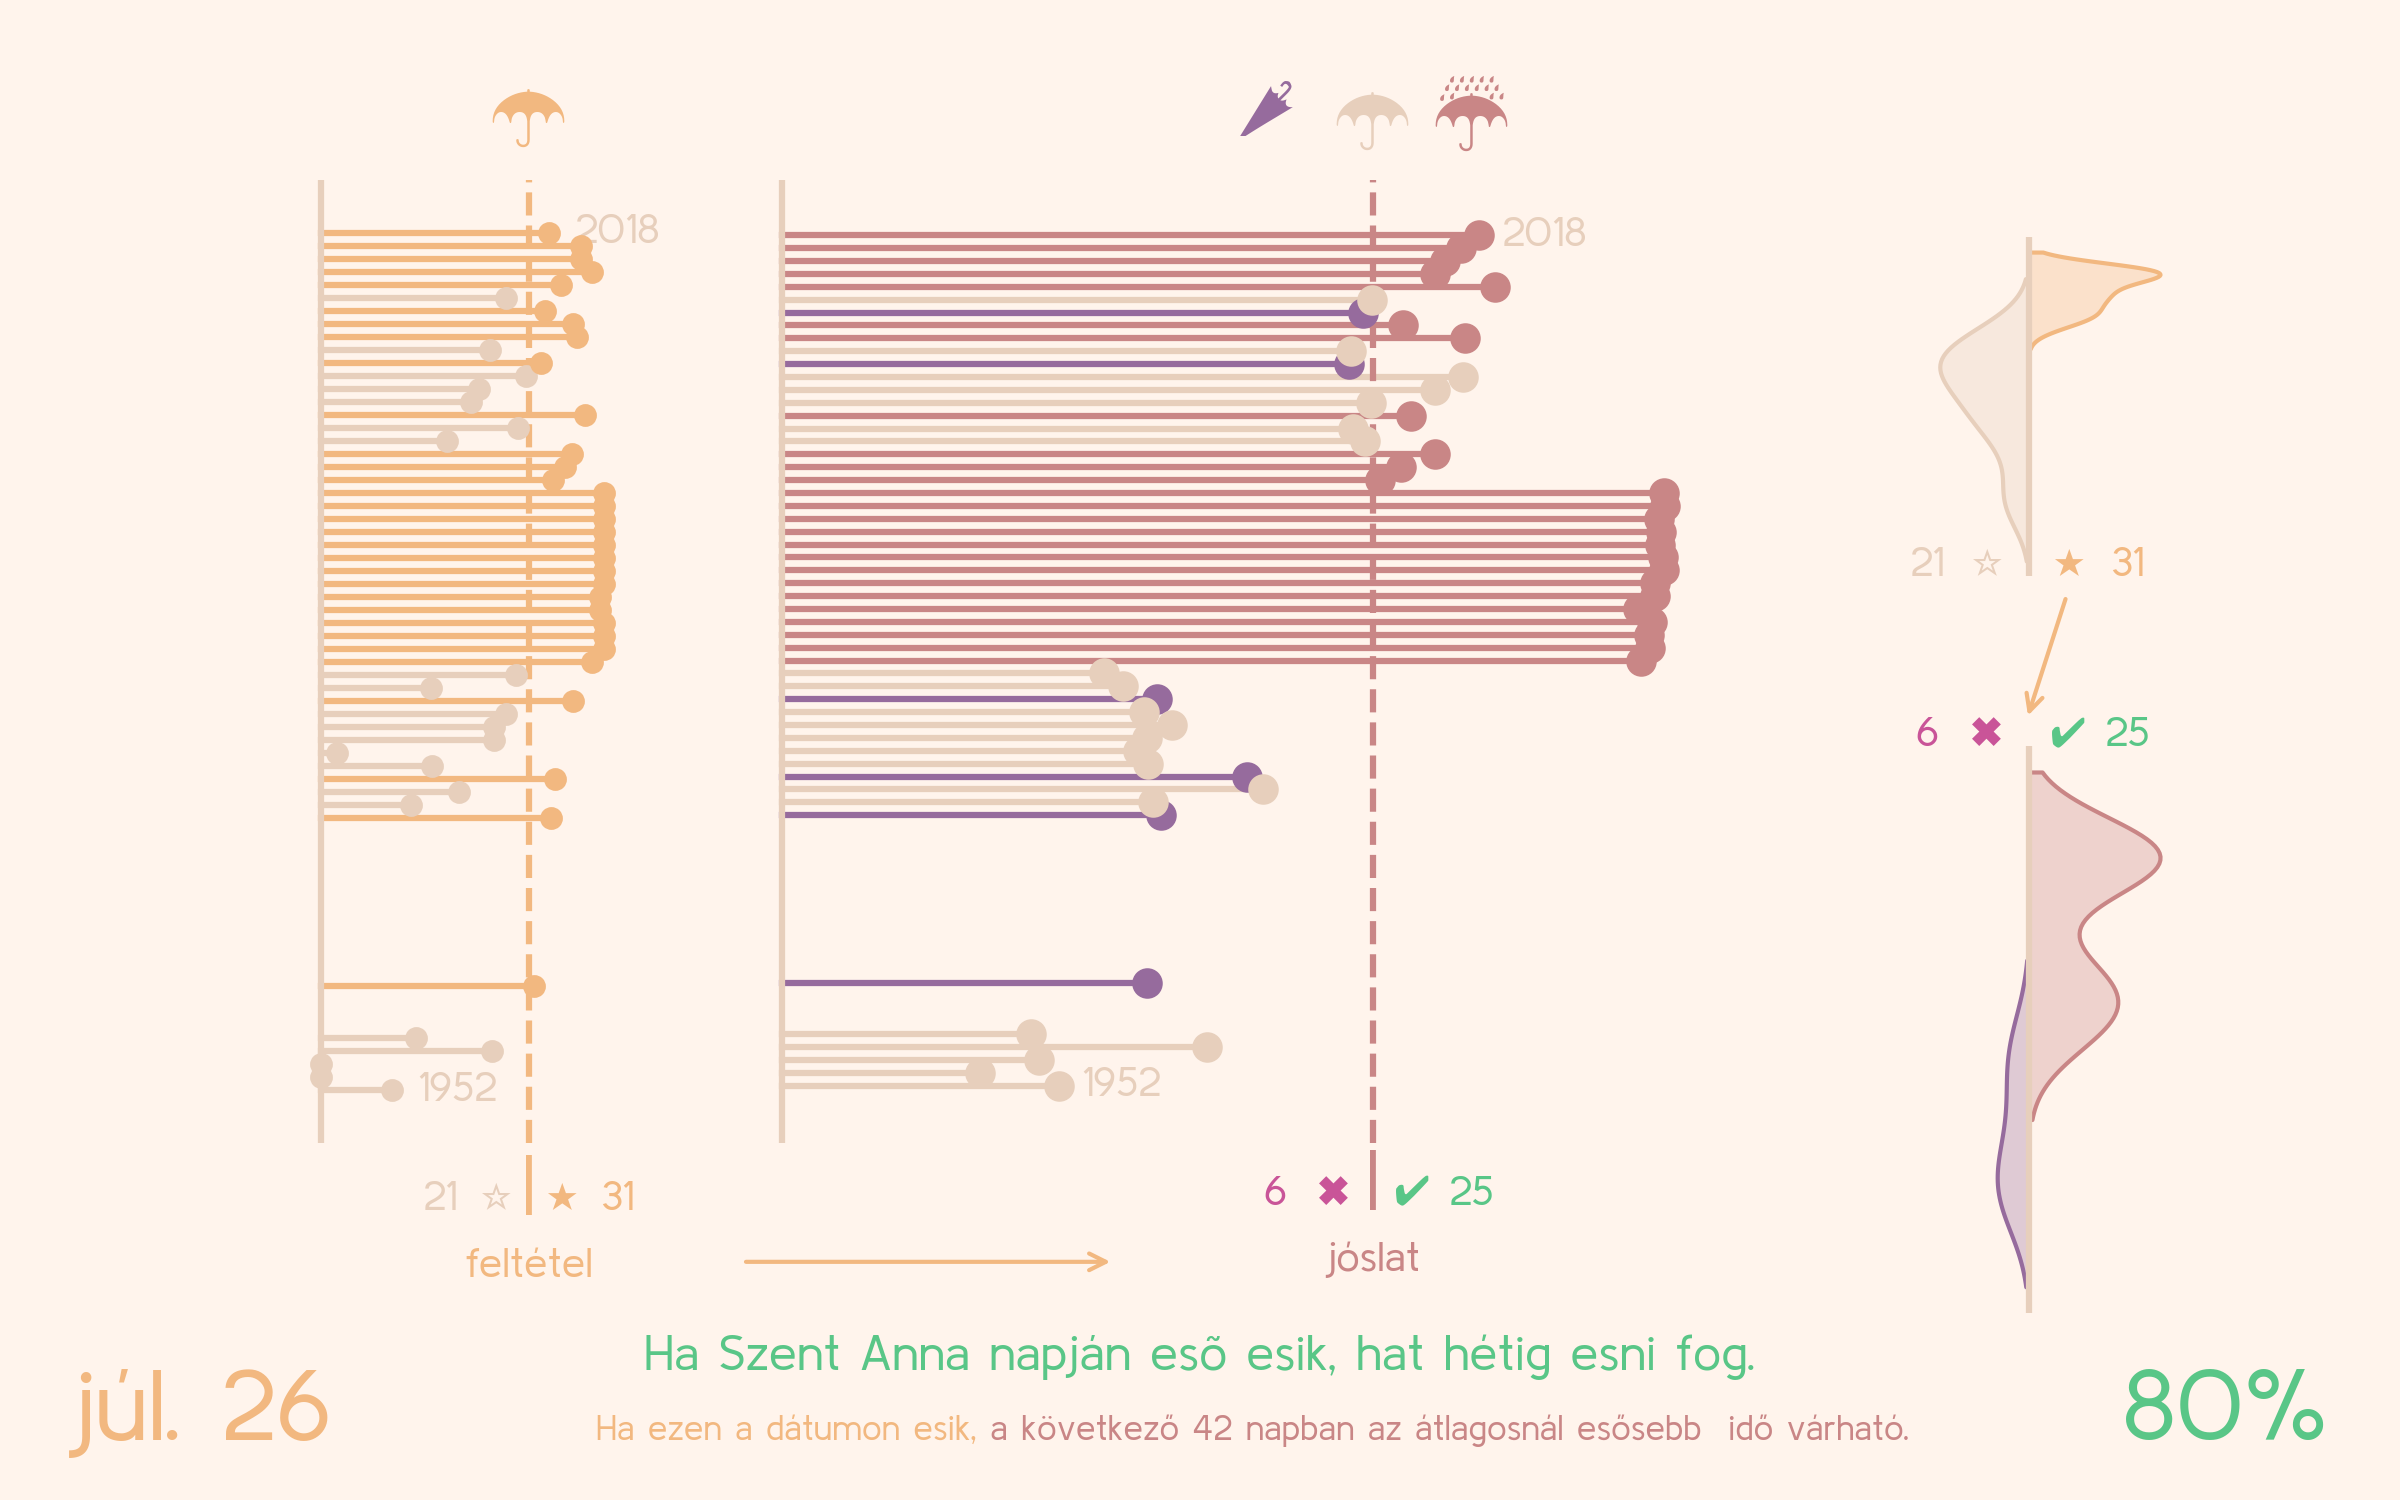 2018
2018
21 ☆ ★ 31
6 ✖ ✔ 25
1952
1952
21 ☆ ★ 31
6 ✖ ✔ 25
feltétel
jóslat
Ha Szent Anna napján esõ esik, hat hétig esni fog.
júl. 26
80%
Ha ezen a dátumon esik, a következő 42 napban az átlagosnál esősebb idő várható.